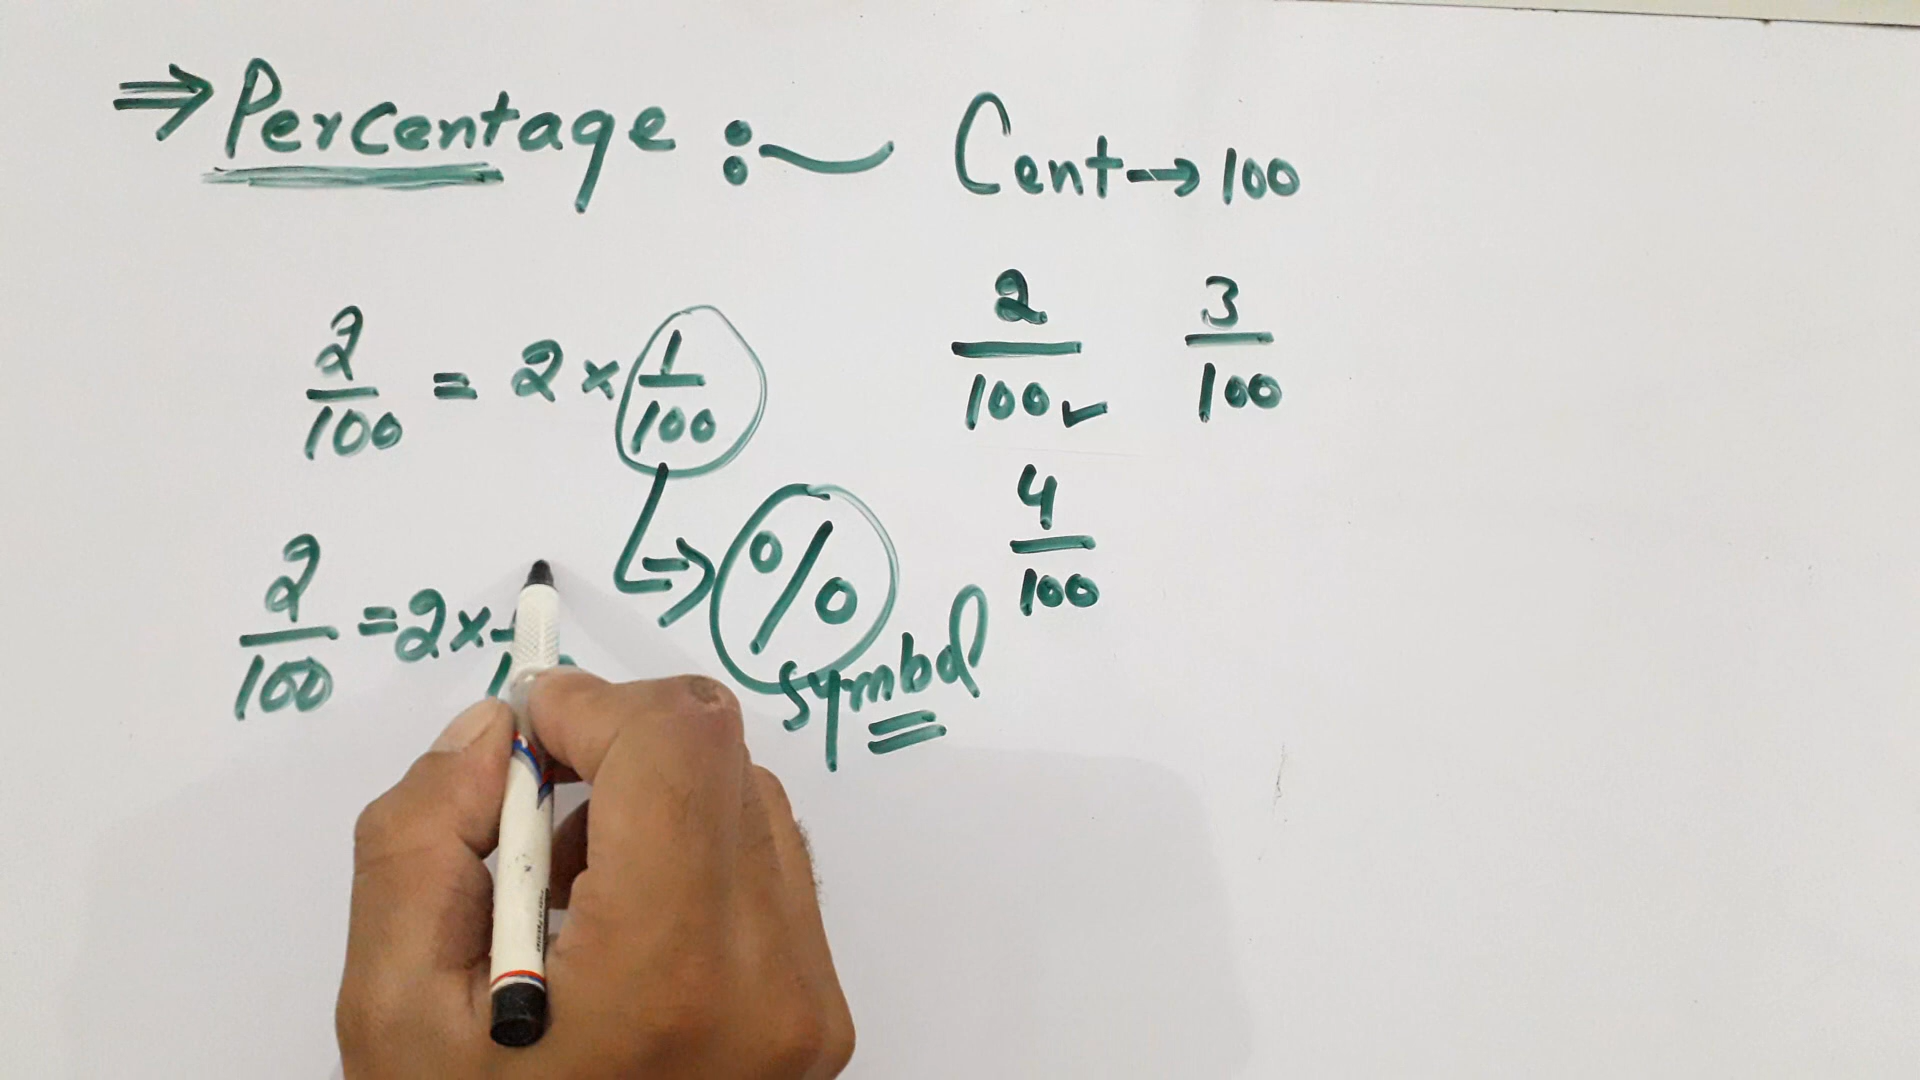 ⇒ Percentage :~ Cent → 100
2/100 = 2 × 1/100
2/100 3/100
4/100
→ %
symbol
2/100 = 2 ×